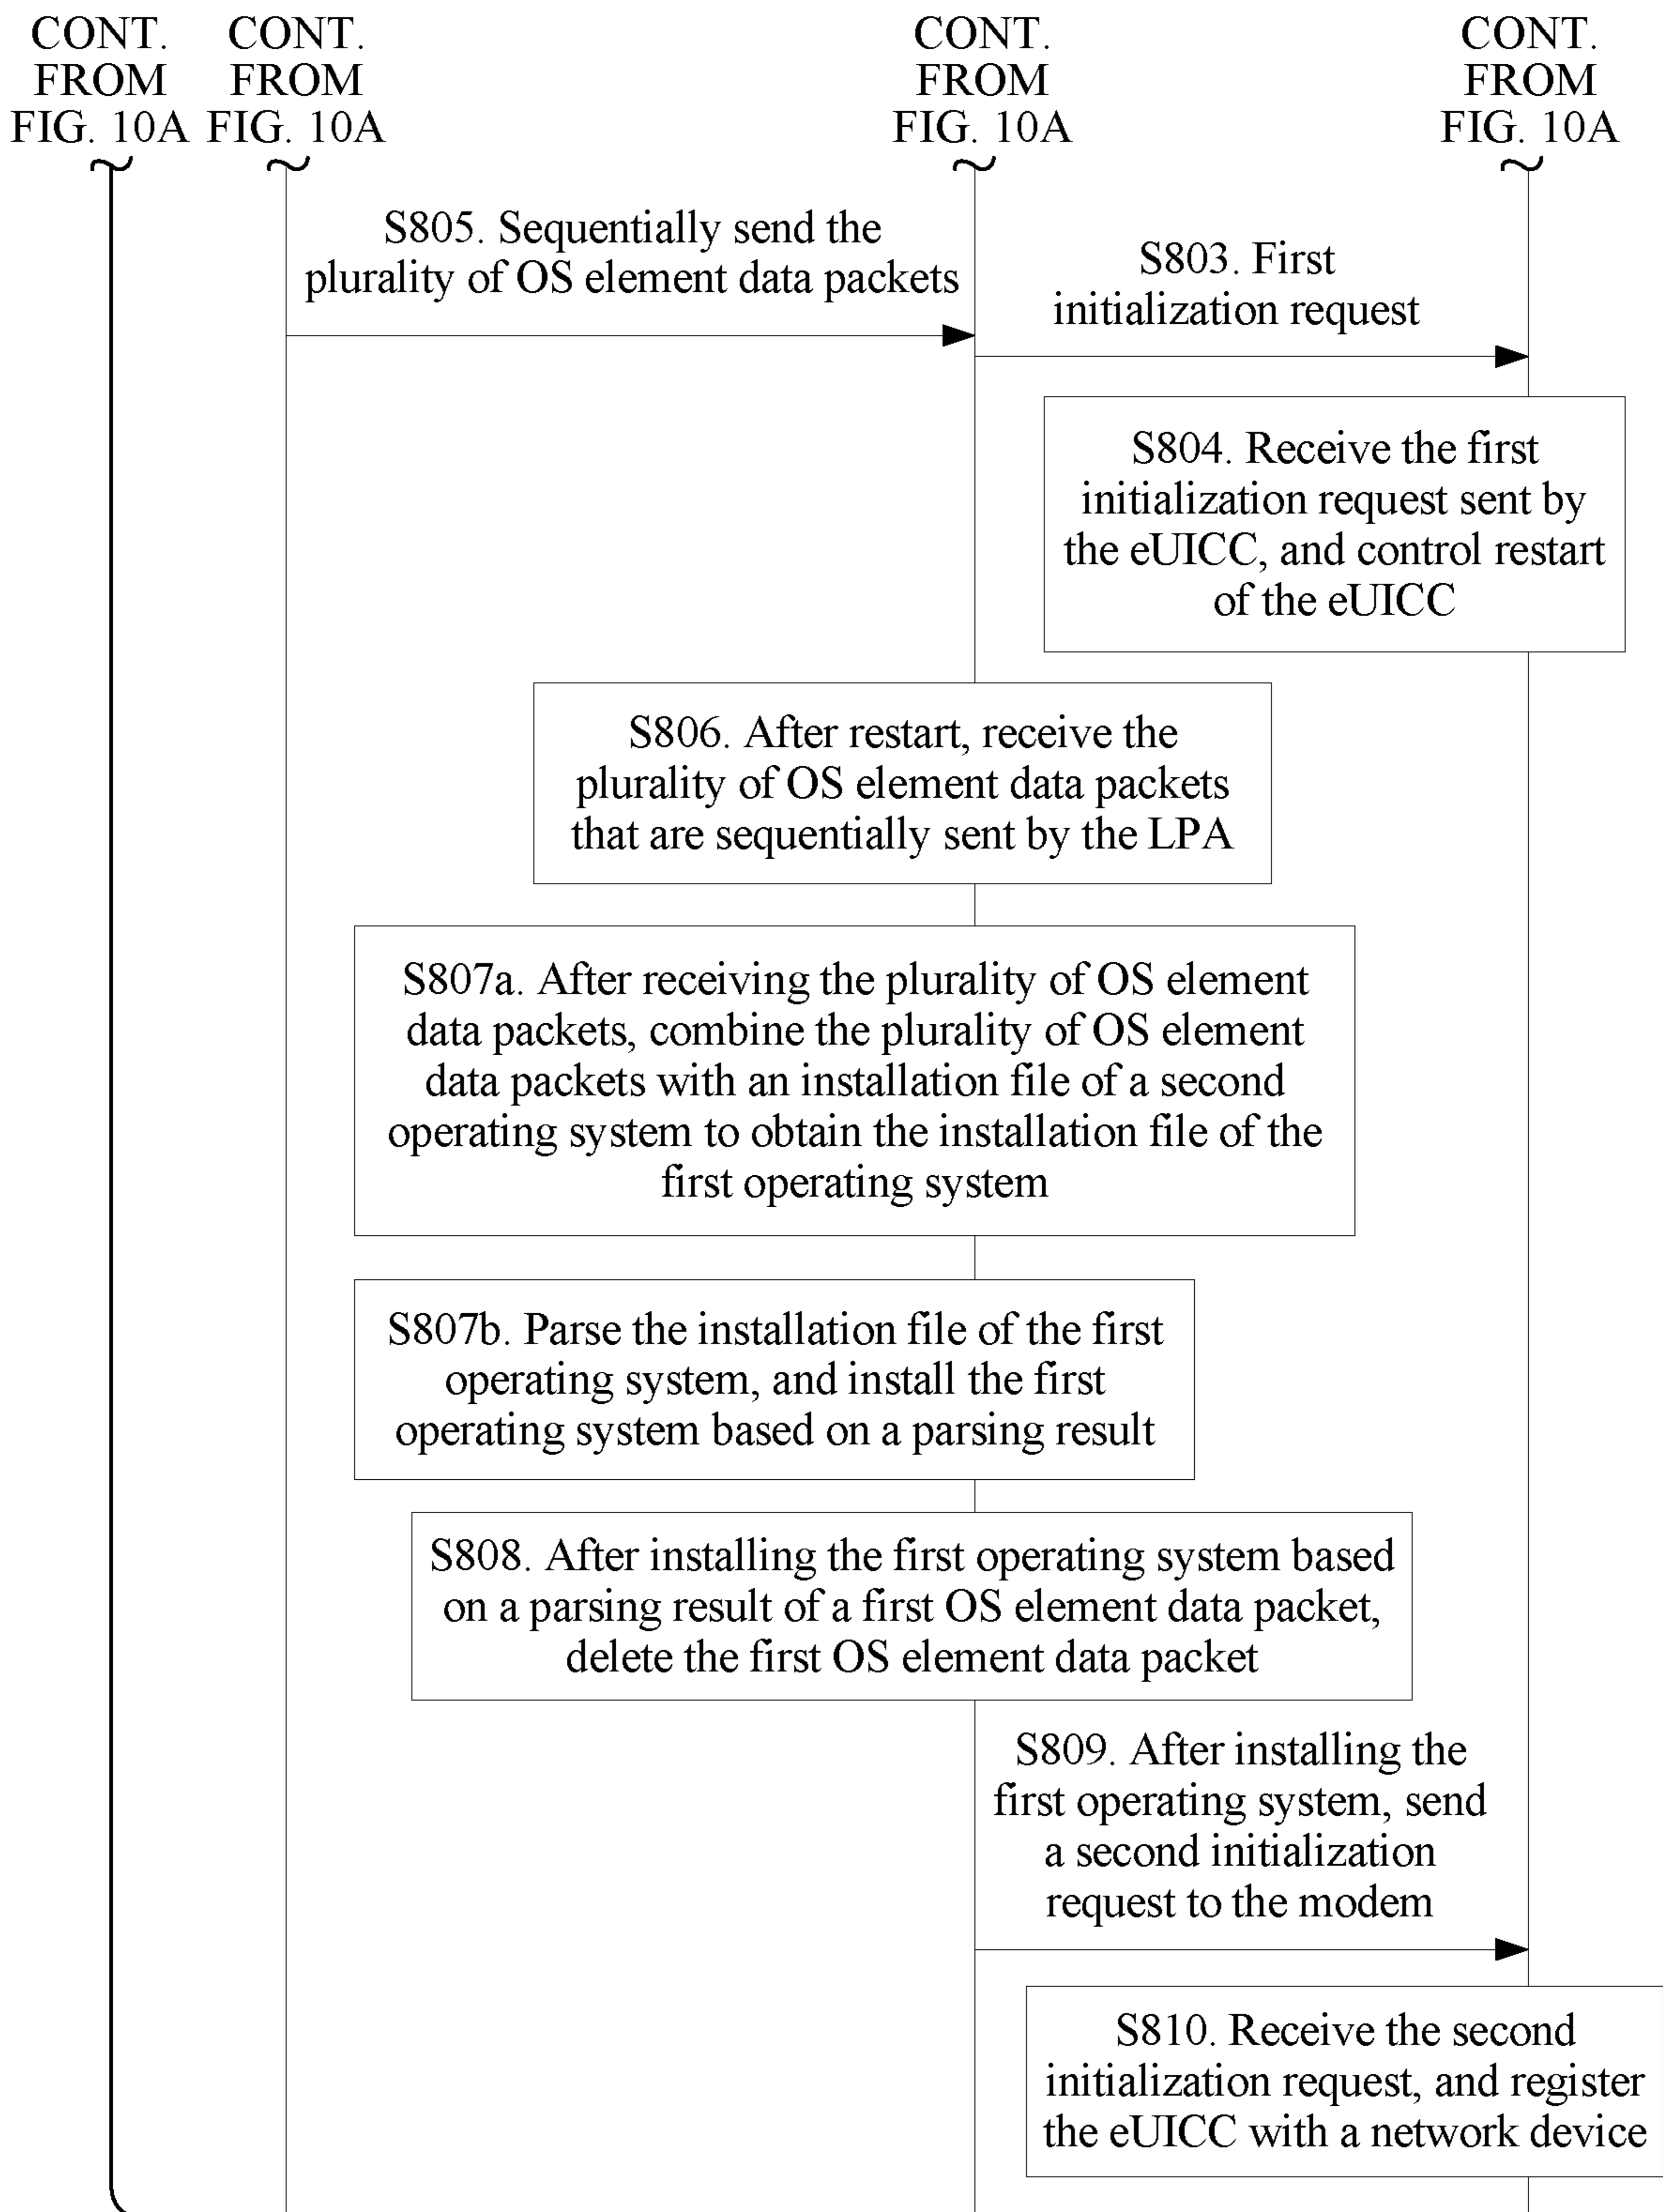 CONT.
FROM
FIG. 10A
CONT.
FROM
FIG. 10A
CONT.
FROM
FIG. 10A
CONT.
FROM
FIG. 10A
S805. Sequentially send the
plurality of OS element data packets
S803. First
initialization request
S804. Receive the first
initialization request sent by
the eUICC, and control restart
of the eUICC
S806. After restart, receive the
plurality of OS element data packets
that are sequentially sent by the LPA
S807a. After receiving the plurality of OS element
data packets, combine the plurality of OS element
data packets with an installation file of a second
operating system to obtain the installation file of the
first operating system
S807b. Parse the installation file of the first
operating system, and install the first
operating system based on a parsing result
S808. After installing the first operating system based
on a parsing result of a first OS element data packet,
delete the first OS element data packet
S809. After installing the
first operating system, send
a second initialization
request to the modem
S810. Receive the second
initialization request, and register
the eUICC with a network device